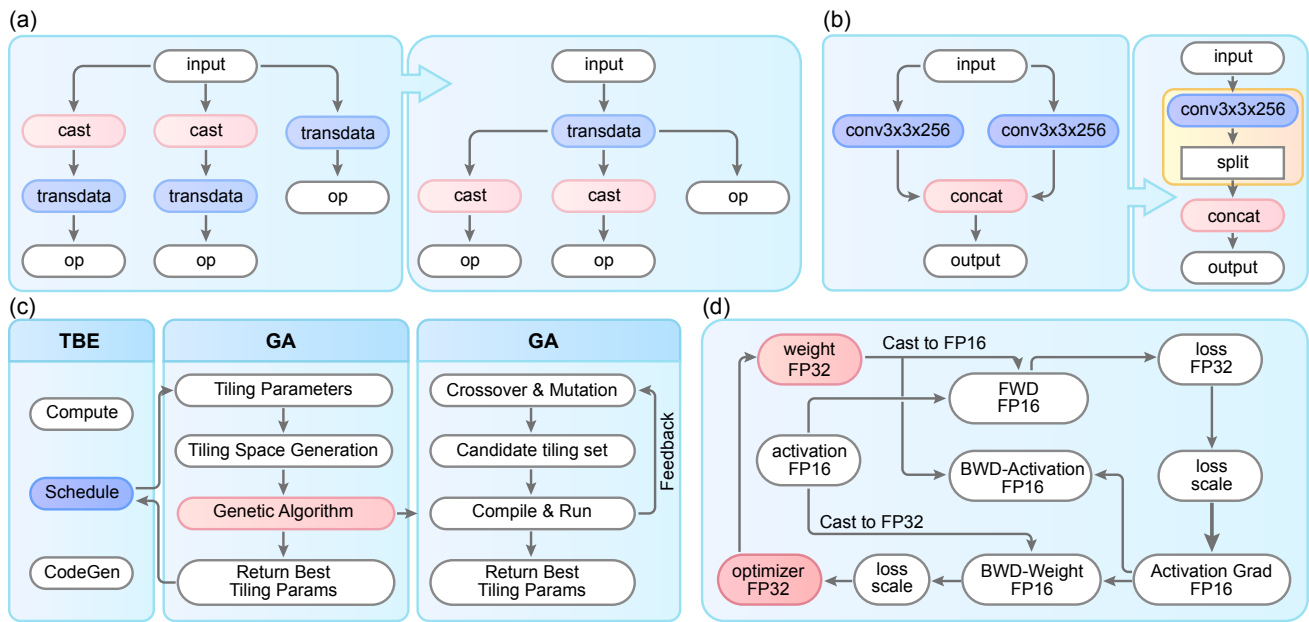 (a)
input
cast
cast
transdata
transdata
transdata
op
op
op
input
transdata
cast
cast
op
op
op
(b)
input
conv3x3x256
conv3x3x256
concat
output
input
conv3x3x256
split
concat
output
(c)
TBE
Compute
Schedule
CodeGen
GA
Tiling Parameters
Tiling Space Generation
Genetic Algorithm
Return Best
Tiling Params
GA
Crossover & Mutation
Candidate tiling set
Compile & Run
Return Best
Tiling Params
Feedback
(d)
weight
FP32
Cast to FP16
FWD
FP16
loss
FP32
activation
FP16
BWD-Activation
FP16
loss
scale
Cast to FP32
optimizer
FP32
loss
scale
BWD-Weight
FP16
Activation Grad
FP16